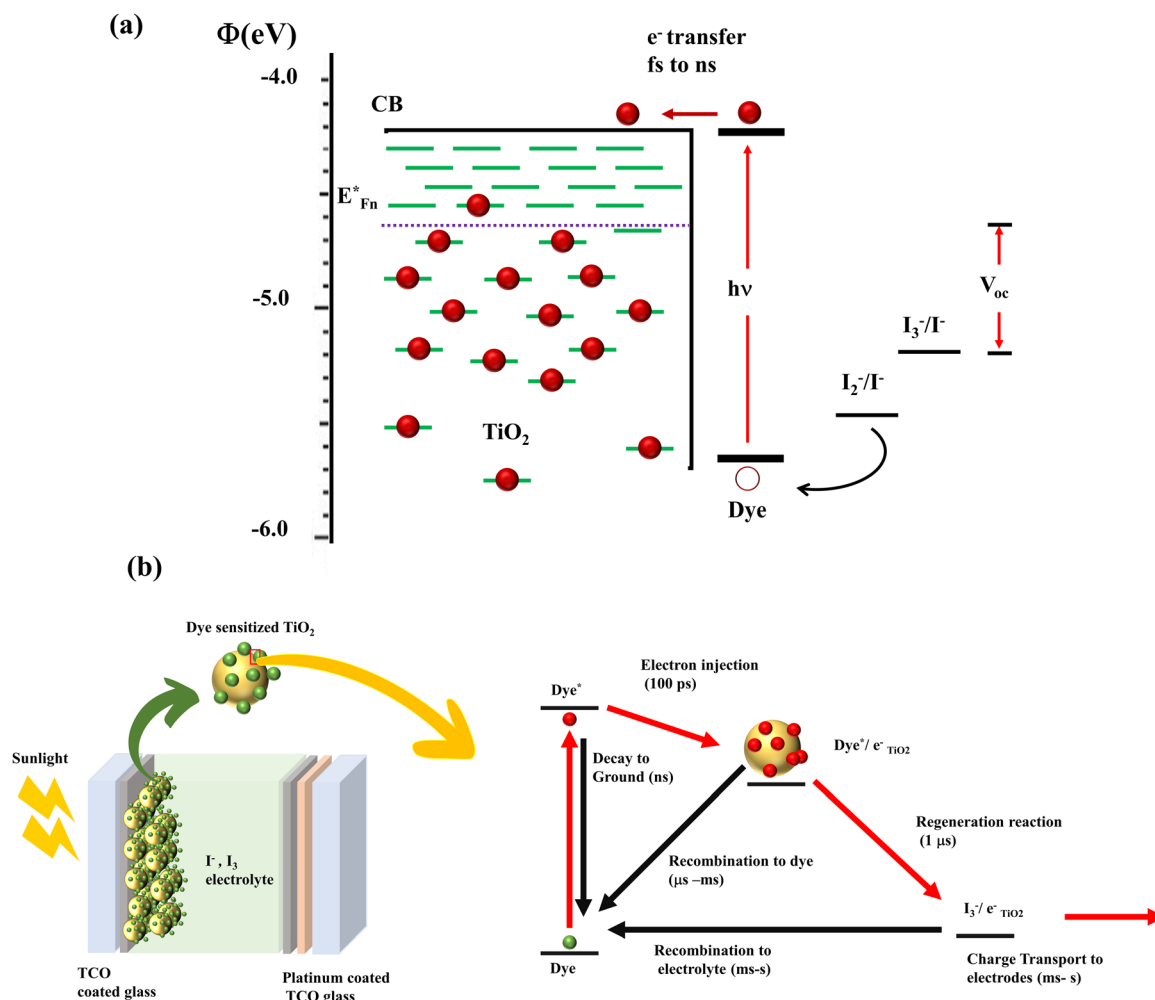 (a)
Φ(eV)
-4.0
-5.0
-6.0
CB
E*Fn
e- transfer
fs to ns
hν
TiO2
Dye
I2-/I-
I3-/I-
Voc
(b)
Dye sensitized TiO2
Sunlight
I- , I3
electrolyte
TCO
coated glass
Platinum coated
TCO glass
Dye*
Electron injection
(100 ps)
Dye*/ e- TiO2
Decay to
Ground (ns)
Regeneration reaction
(1 μs)
Recombination to dye
(μs –ms)
I3-/ e- TiO2
Dye
Recombination to
electrolyte (ms-s)
Charge Transport to
electrodes (ms- s)